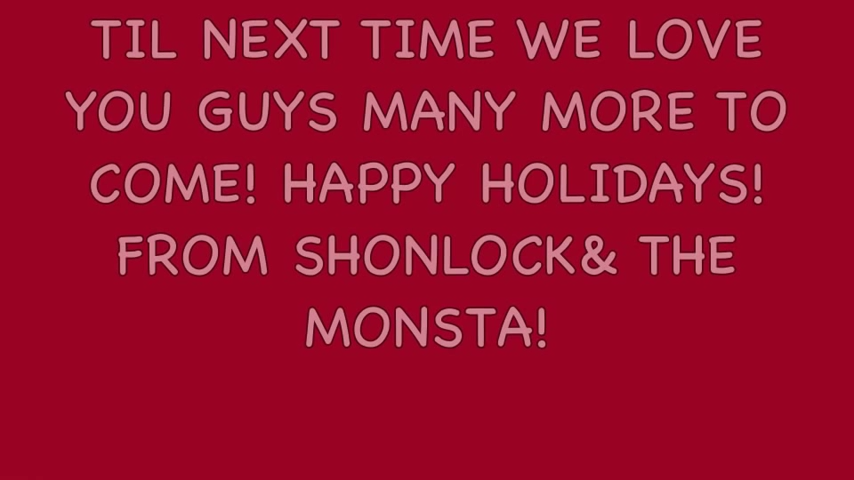 TIL NEXT TIME WE LOVE
YOU GUYS MANY MORE TO
COME! HAPPY HOLIDAYS!
FROM SHONLOCK& THE
MONSTA!